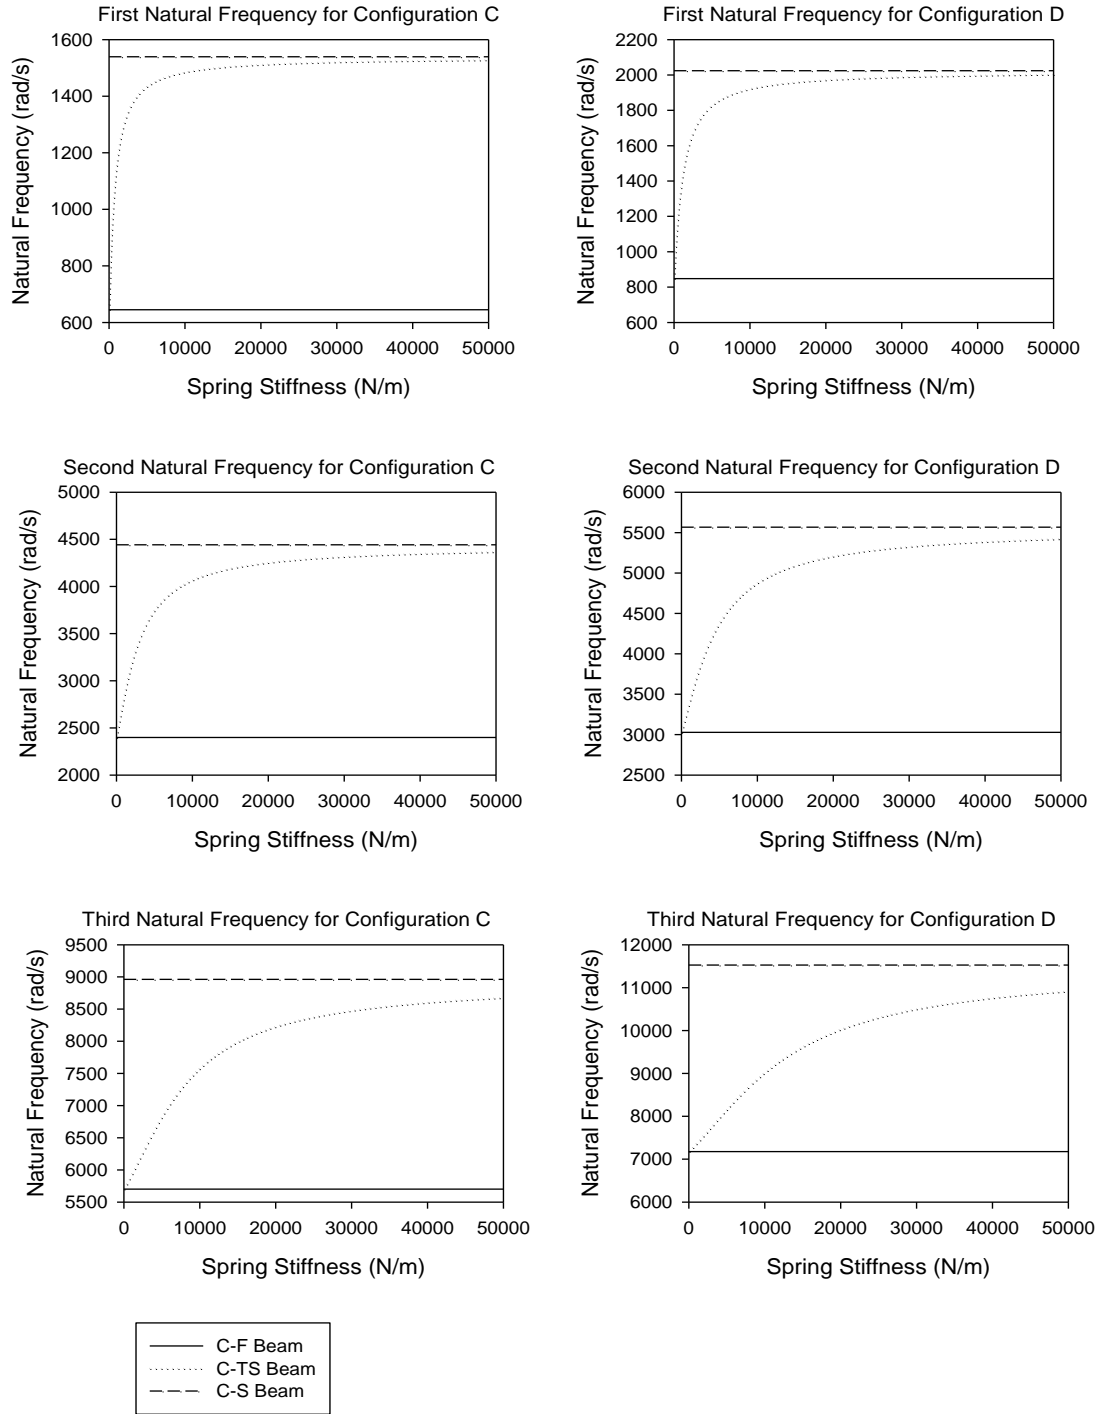 First Natural Frequency for Configuration C
Natural Frequency (rad/s)
1600
1400
1200
1000
800
600
0 10000 20000 30000 40000 50000
Spring Stiffness (N/m)
First Natural Frequency for Configuration D
Natural Frequency (rad/s)
2200
2000
1800
1600
1400
1200
1000
800
600
0 10000 20000 30000 40000 50000
Spring Stiffness (N/m)
Second Natural Frequency for Configuration C
Natural Frequency (rad/s)
5000
4500
4000
3500
3000
2500
2000
0 10000 20000 30000 40000 50000
Spring Stiffness (N/m)
Second Natural Frequency for Configuration D
Natural Frequency (rad/s)
6000
5500
5000
4500
4000
3500
3000
2500
0 10000 20000 30000 40000 50000
Spring Stiffness (N/m)
Third Natural Frequency for Configuration C
Natural Frequency (rad/s)
9500
9000
8500
8000
7500
7000
6500
6000
5500
0 10000 20000 30000 40000 50000
Spring Stiffness (N/m)
Third Natural Frequency for Configuration D
Natural Frequency (rad/s)
12000
11000
10000
9000
8000
7000
6000
0 10000 20000 30000 40000 50000
Spring Stiffness (N/m)
C-F Beam
C-TS Beam
C-S Beam